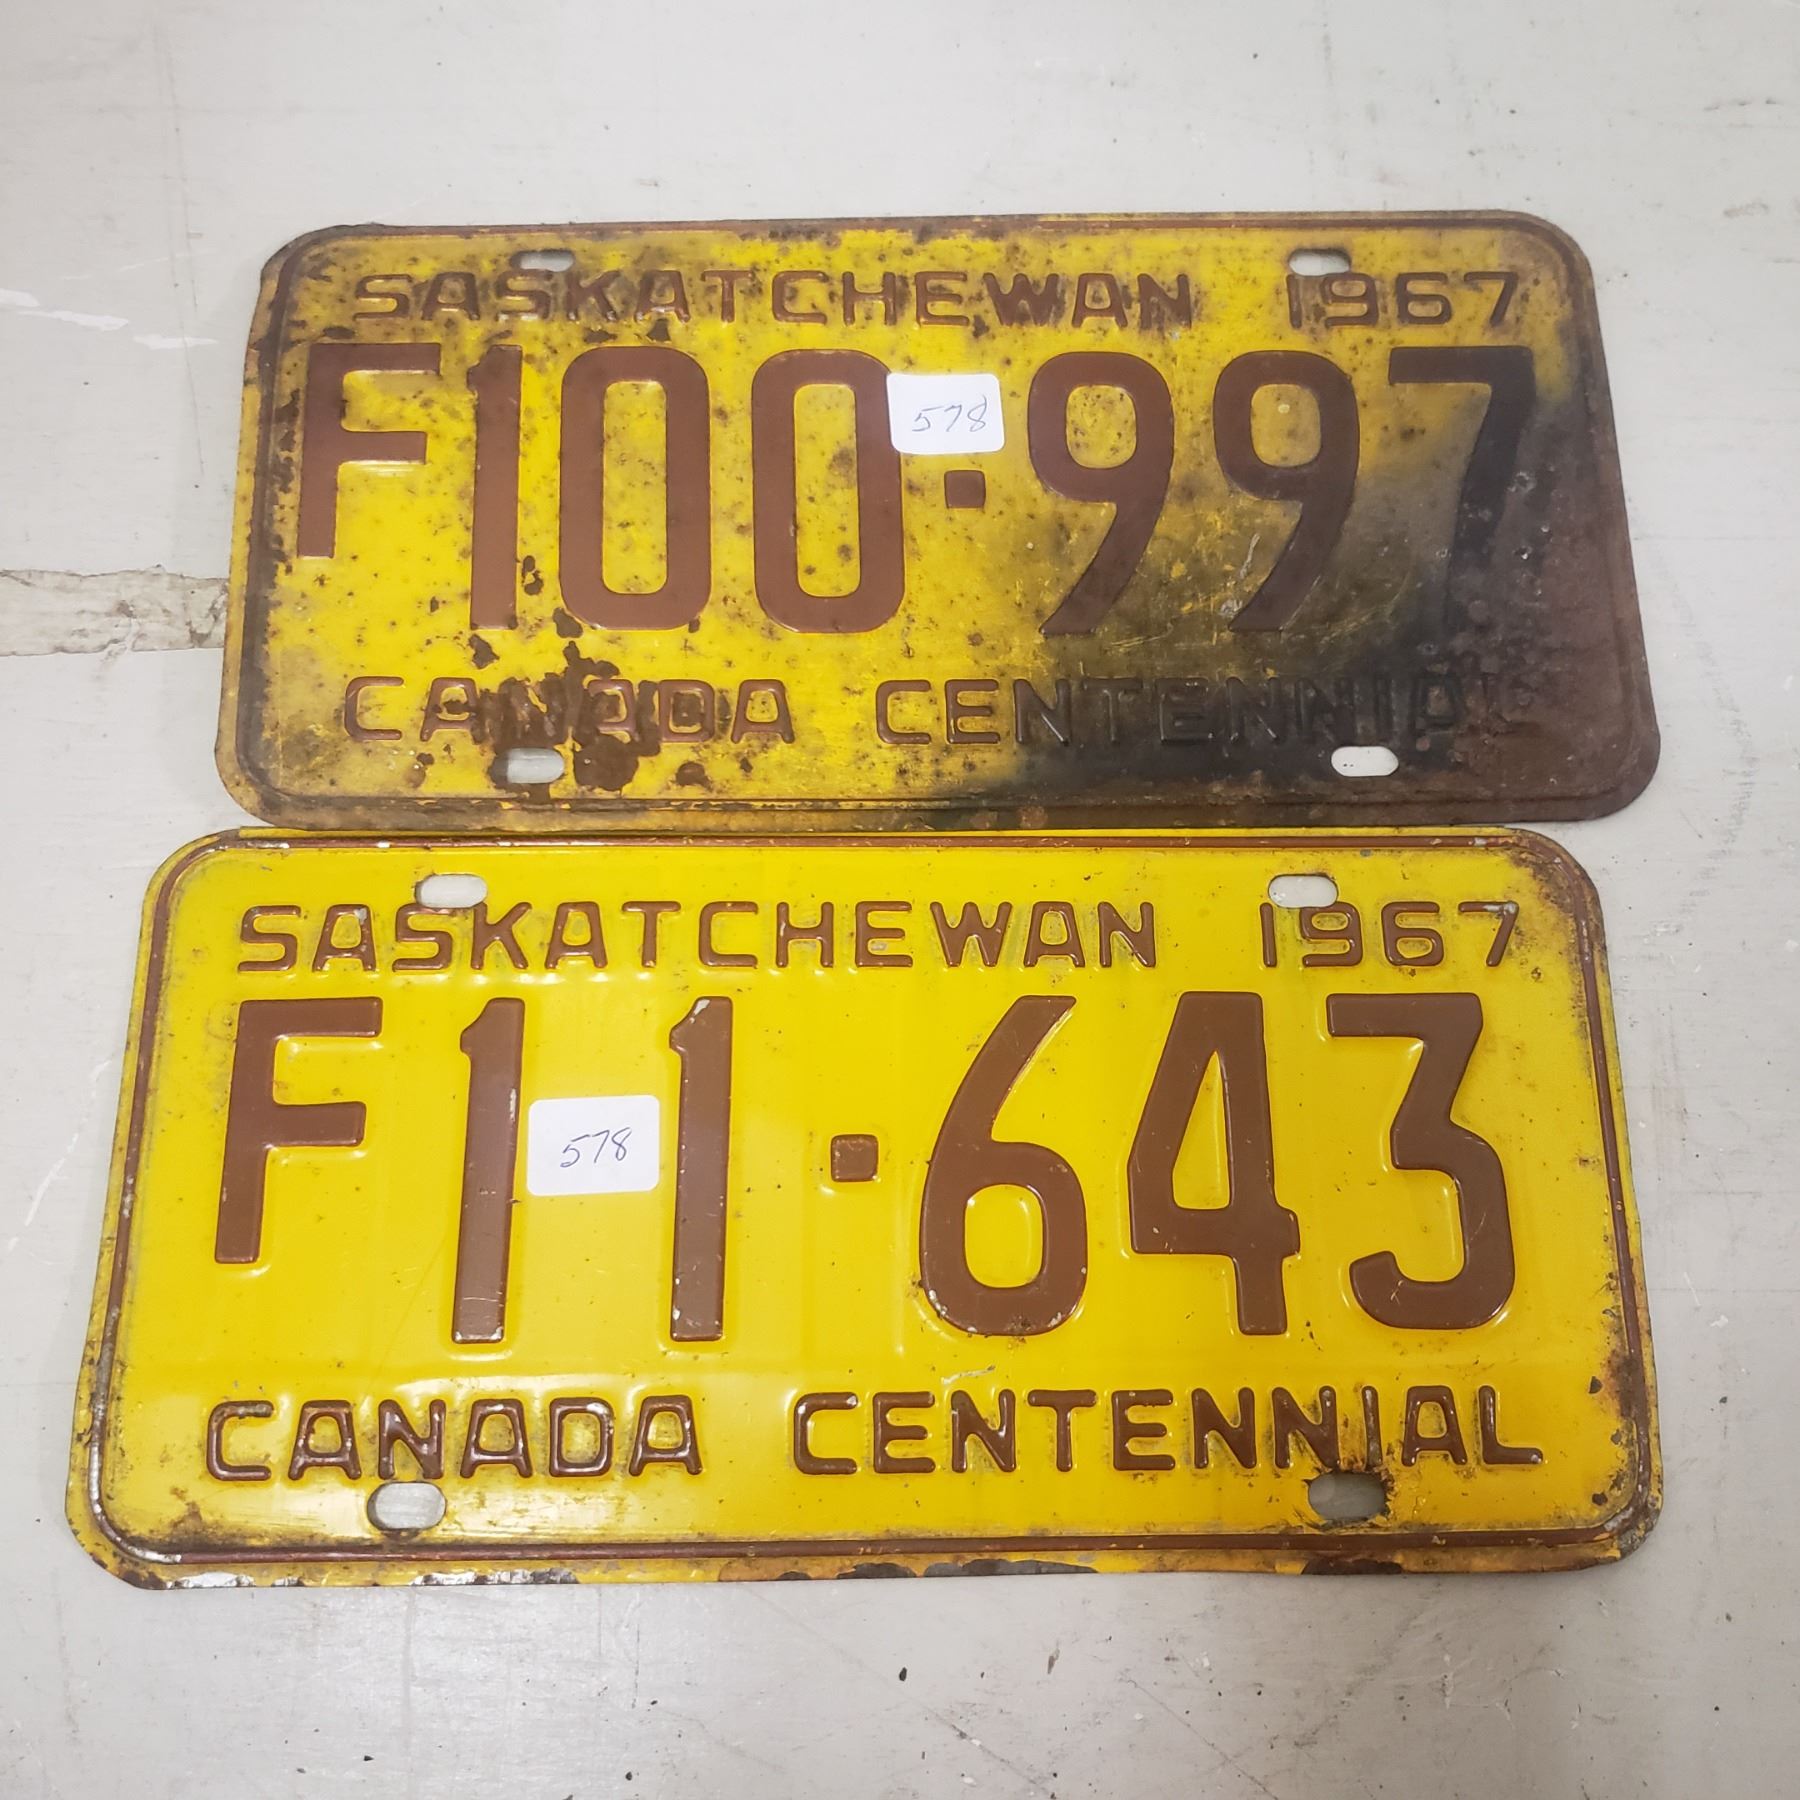 SASKATCHEWAN 1967
F100·997
578
CANADA CENTENNIAL
SASKATCHEWAN 1967
F11·643
578
CANADA CENTENNIAL